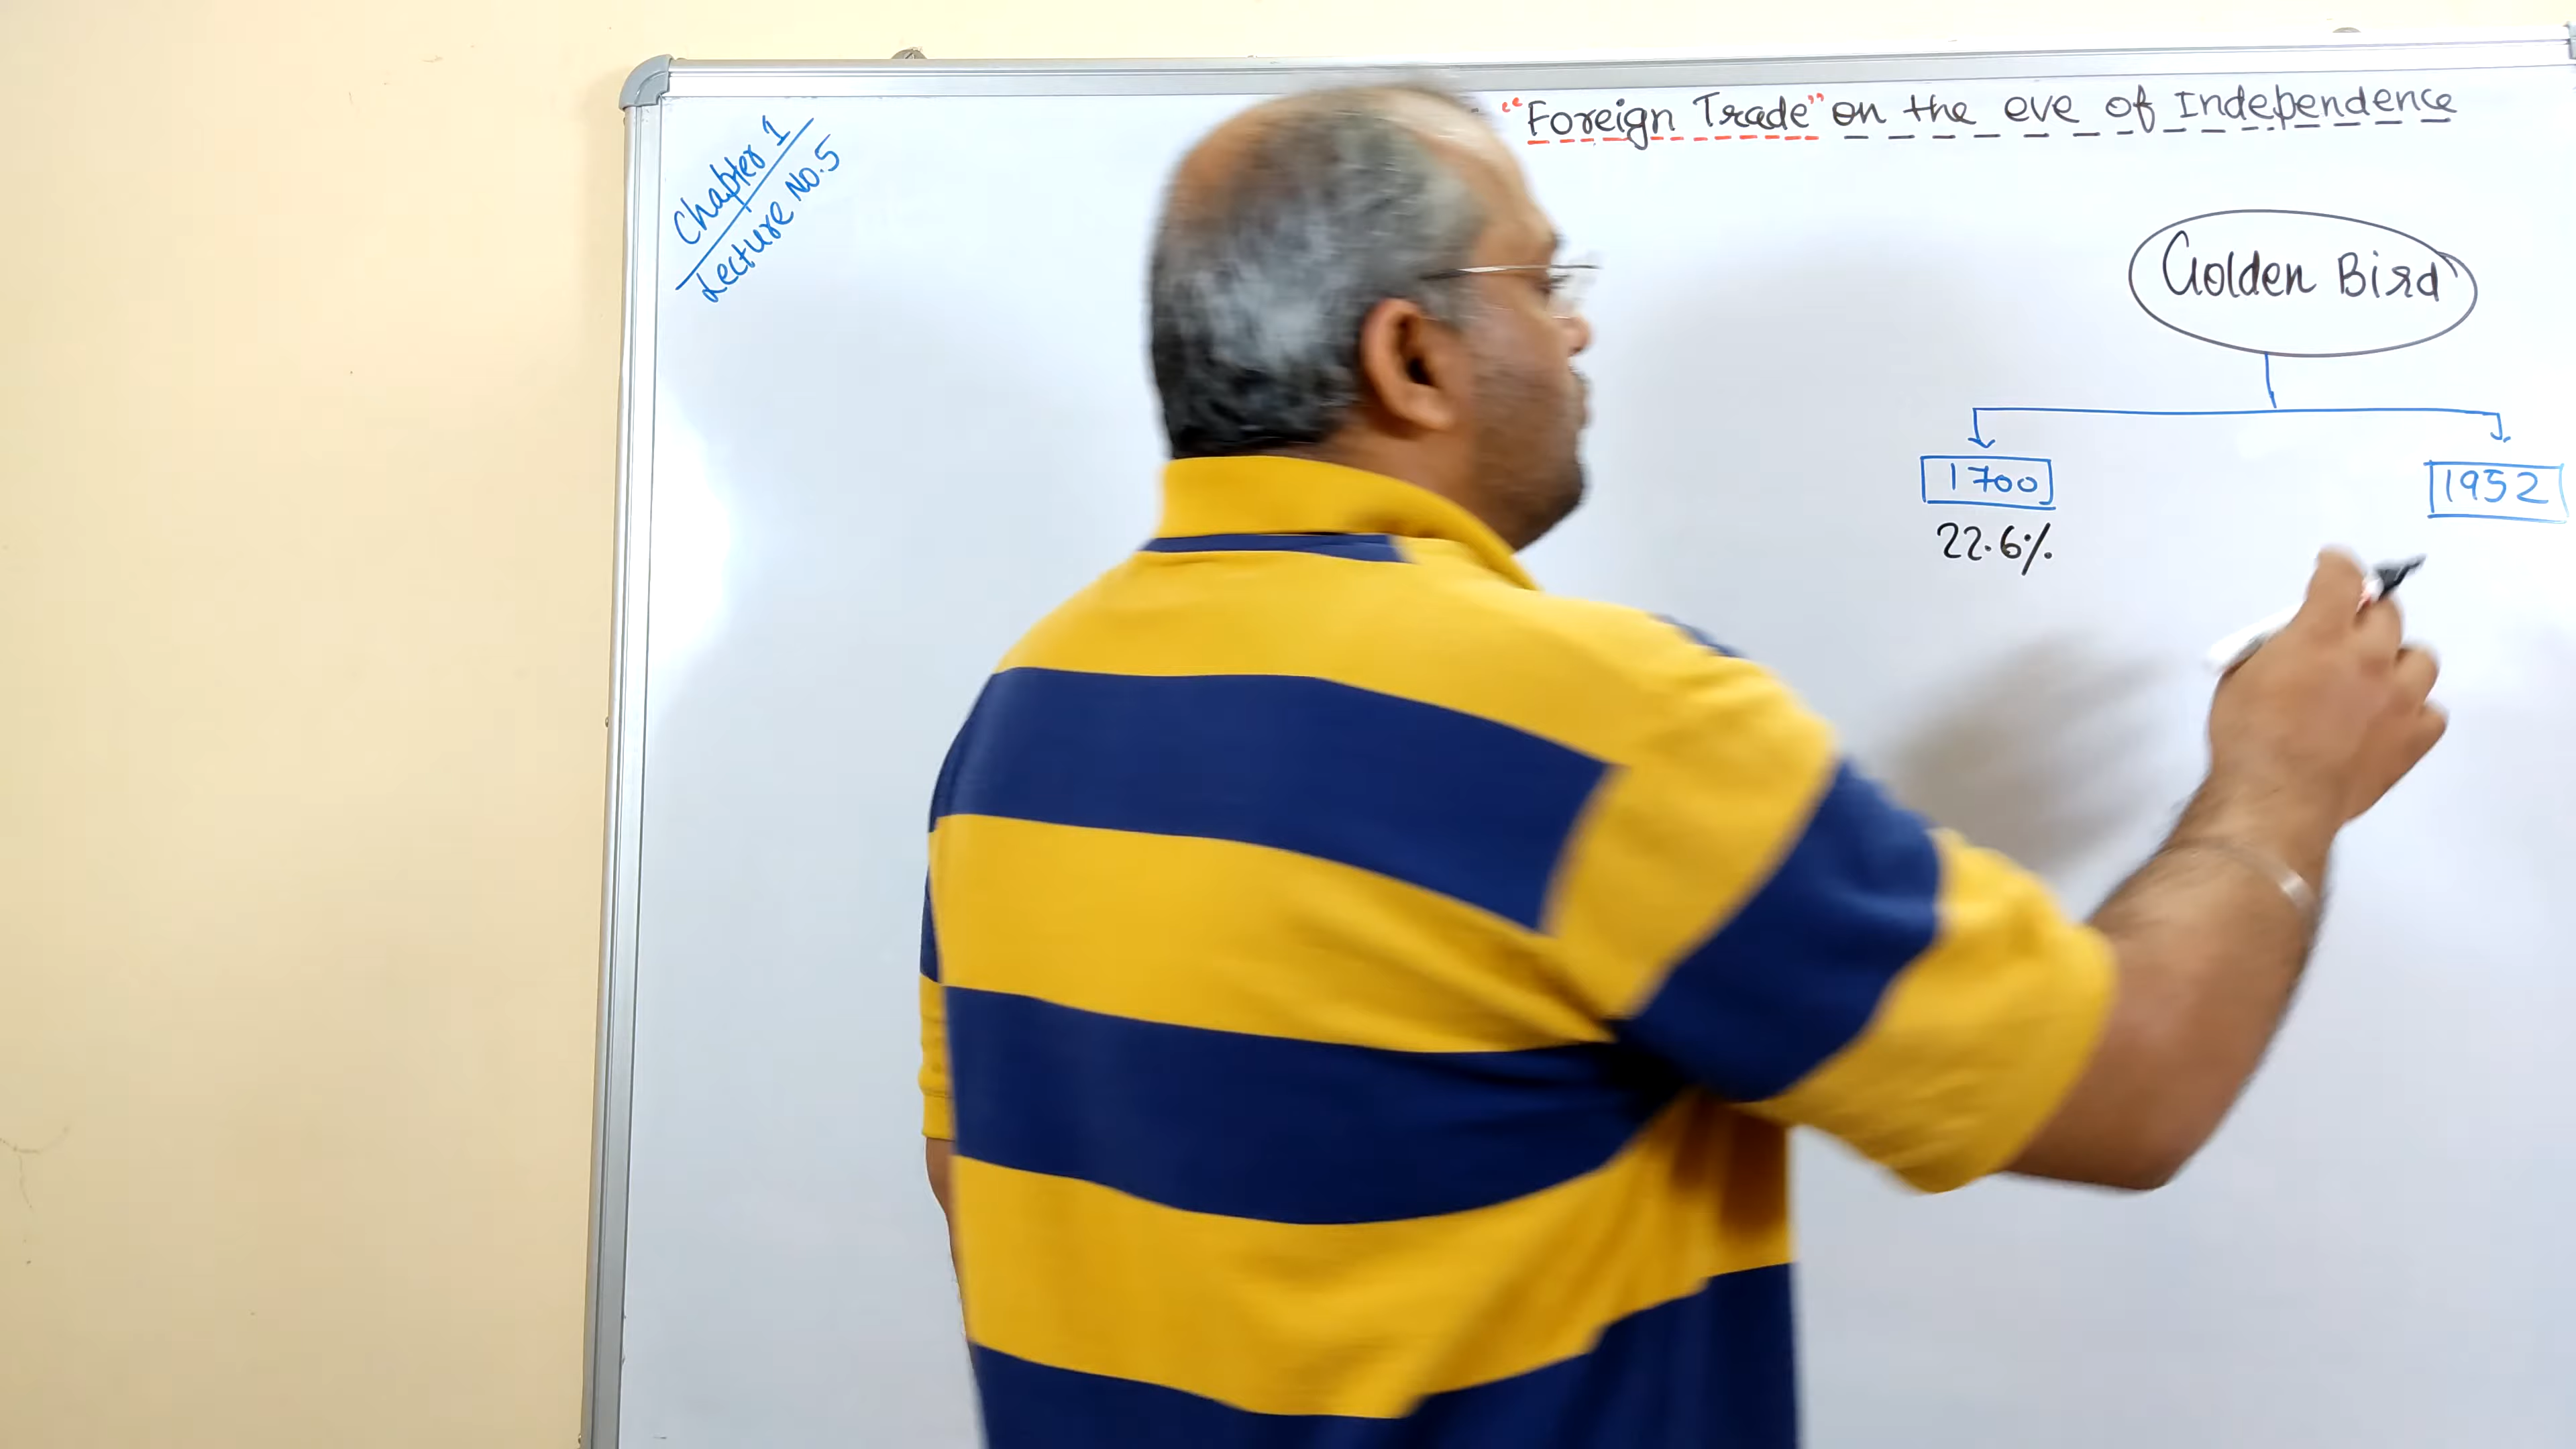 Chapter 1
Lecture No.5
"Foreign Trade" on the eve of Independence
Golden Bird
1700
1952
22.6%